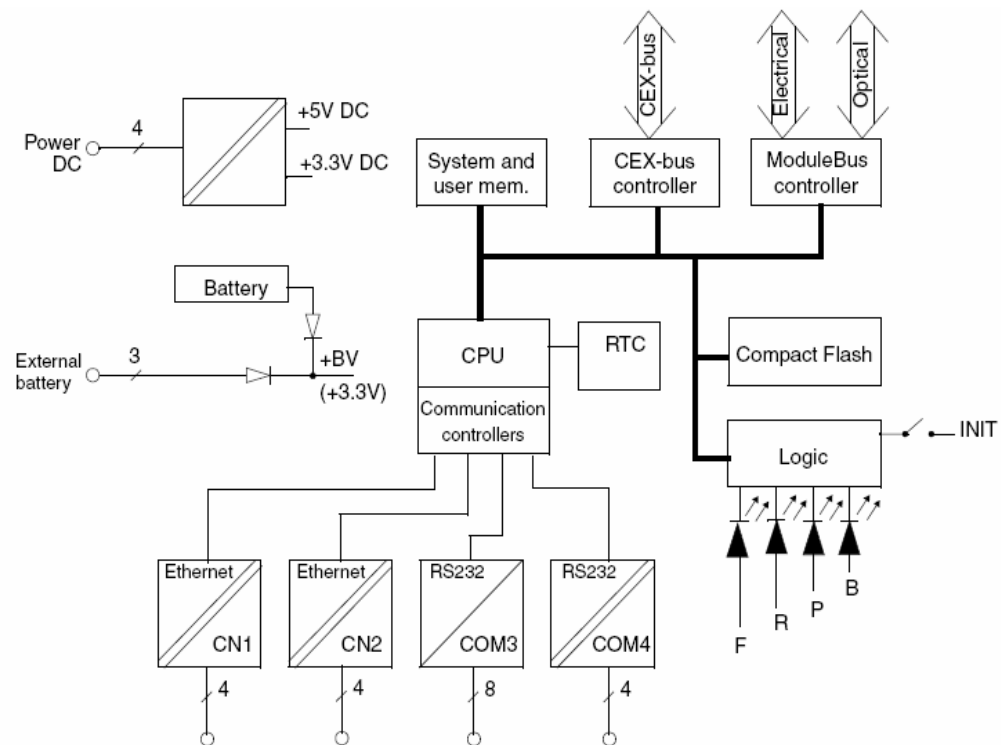 CEX-bus
Electrical
Optical
Power
DC
4
+5V DC
+3.3V DC
System and
user mem.
CEX-bus
controller
ModuleBus
controller
Battery
External
battery
3
+BV
(+3.3V)
CPU
RTC
Communication
controllers
Compact Flash
Logic
INIT
F
R
P
B
Ethernet
CN1
4
Ethernet
CN2
4
RS232
COM3
8
RS232
COM4
4